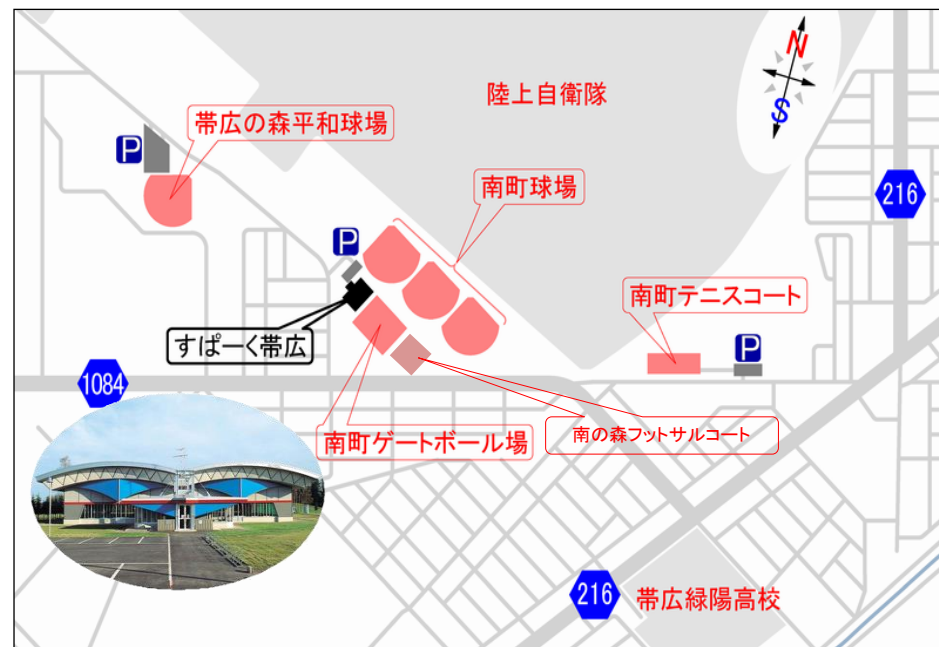 N
S
陸上自衛隊
帯広の森平和球場
P
南町球場
216
P
南町テニスコート
すぱーく帯広
P
1084
南町ゲートボール場
南の森フットサルコート
216
帯広緑陽高校